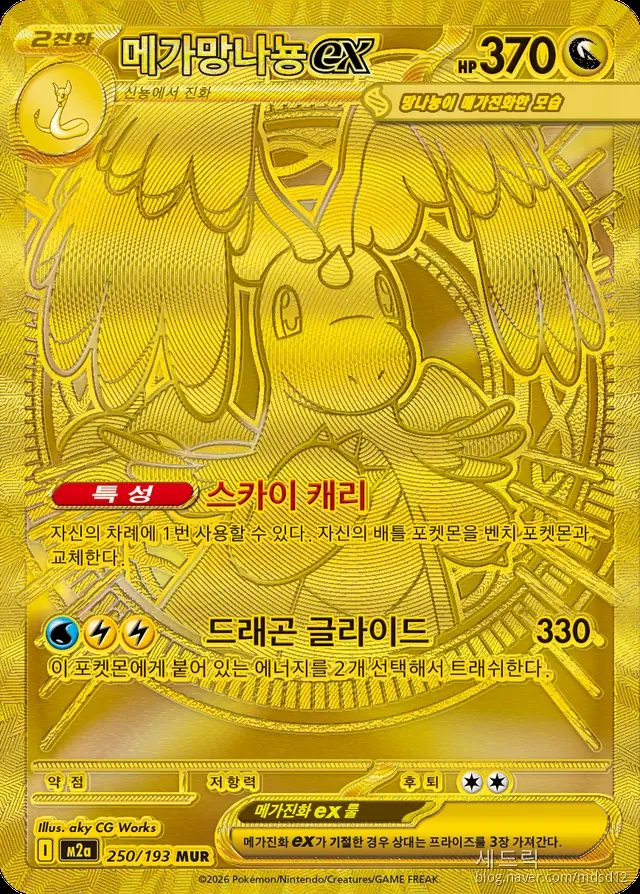 2진화
메가망나뇽 ex
HP 370
신뇽에서 진화
망나뇽이 메가진화한 모습
특성 스카이 캐리
자신의 차례에 1번 사용할 수 있다. 자신의 배틀 포켓몬을 벤치 포켓몬과
교체한다.
드래곤 글라이드 330
이 포켓몬에게 붙어 있는 에너지를 2개 선택해서 트래쉬한다.
약점 저항력 후퇴
메가진화 ex 룰
메가진화 ex가 기절한 경우 상대는 프라이즈를 3장 가져간다.
Illus. aky CG Works
I m2a 250/193 MUR
©2026 Pokémon/Nintendo/Creatures/GAME FREAK
세드릭
blog.naver.com/mdsd12